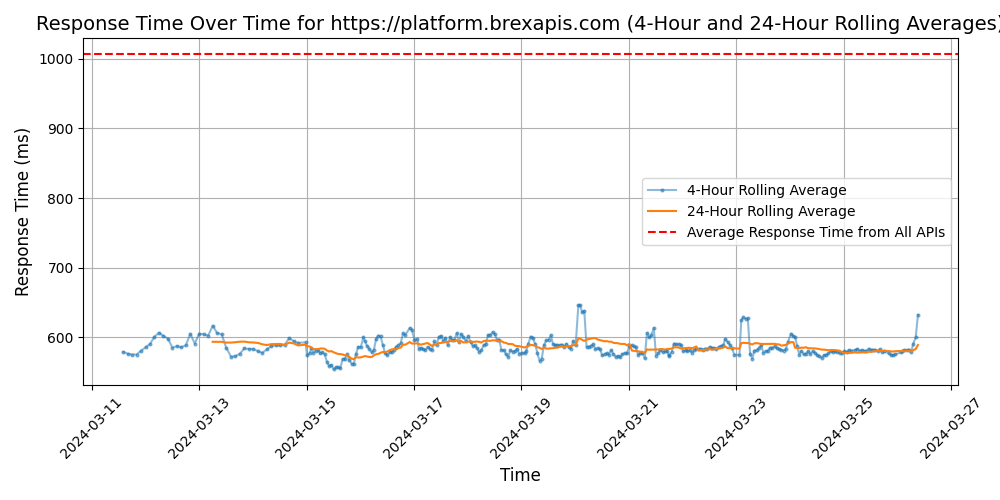 Response Time Over Time for https://platform.brexapis.com (4-Hour and 24-Hour Rolling Averages)
Response Time (ms)
1000
900
800
700
600
4-Hour Rolling Average
24-Hour Rolling Average
Average Response Time from All APIs
2024-03-11
2024-03-13
2024-03-15
2024-03-17
2024-03-19
2024-03-21
2024-03-23
2024-03-25
2024-03-27
Time